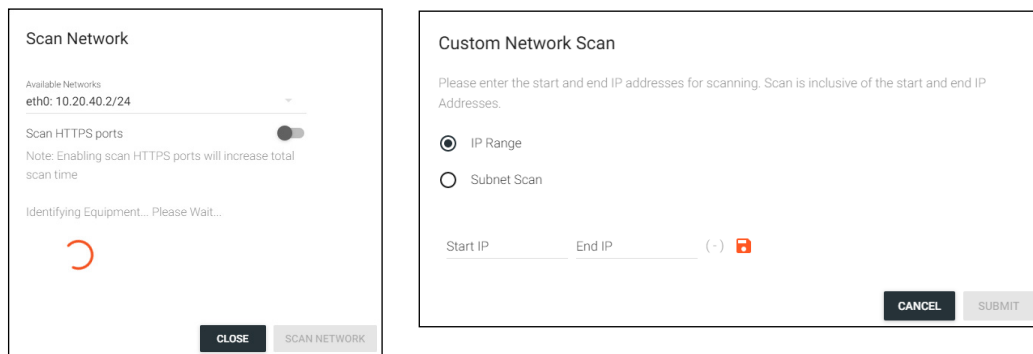 Scan Network
Available Networks
eth0: 10.20.40.2/24
Scan HTTPS ports
Note: Enabling scan HTTPS ports will increase total
scan time
Identifying Equipment... Please Wait...
CLOSE
SCAN NETWORK
Custom Network Scan
Please enter the start and end IP addresses for scanning. Scan is inclusive of the start and end IP
Addresses.
IP Range
Subnet Scan
Start IP
End IP
(-)
CANCEL
SUBMIT